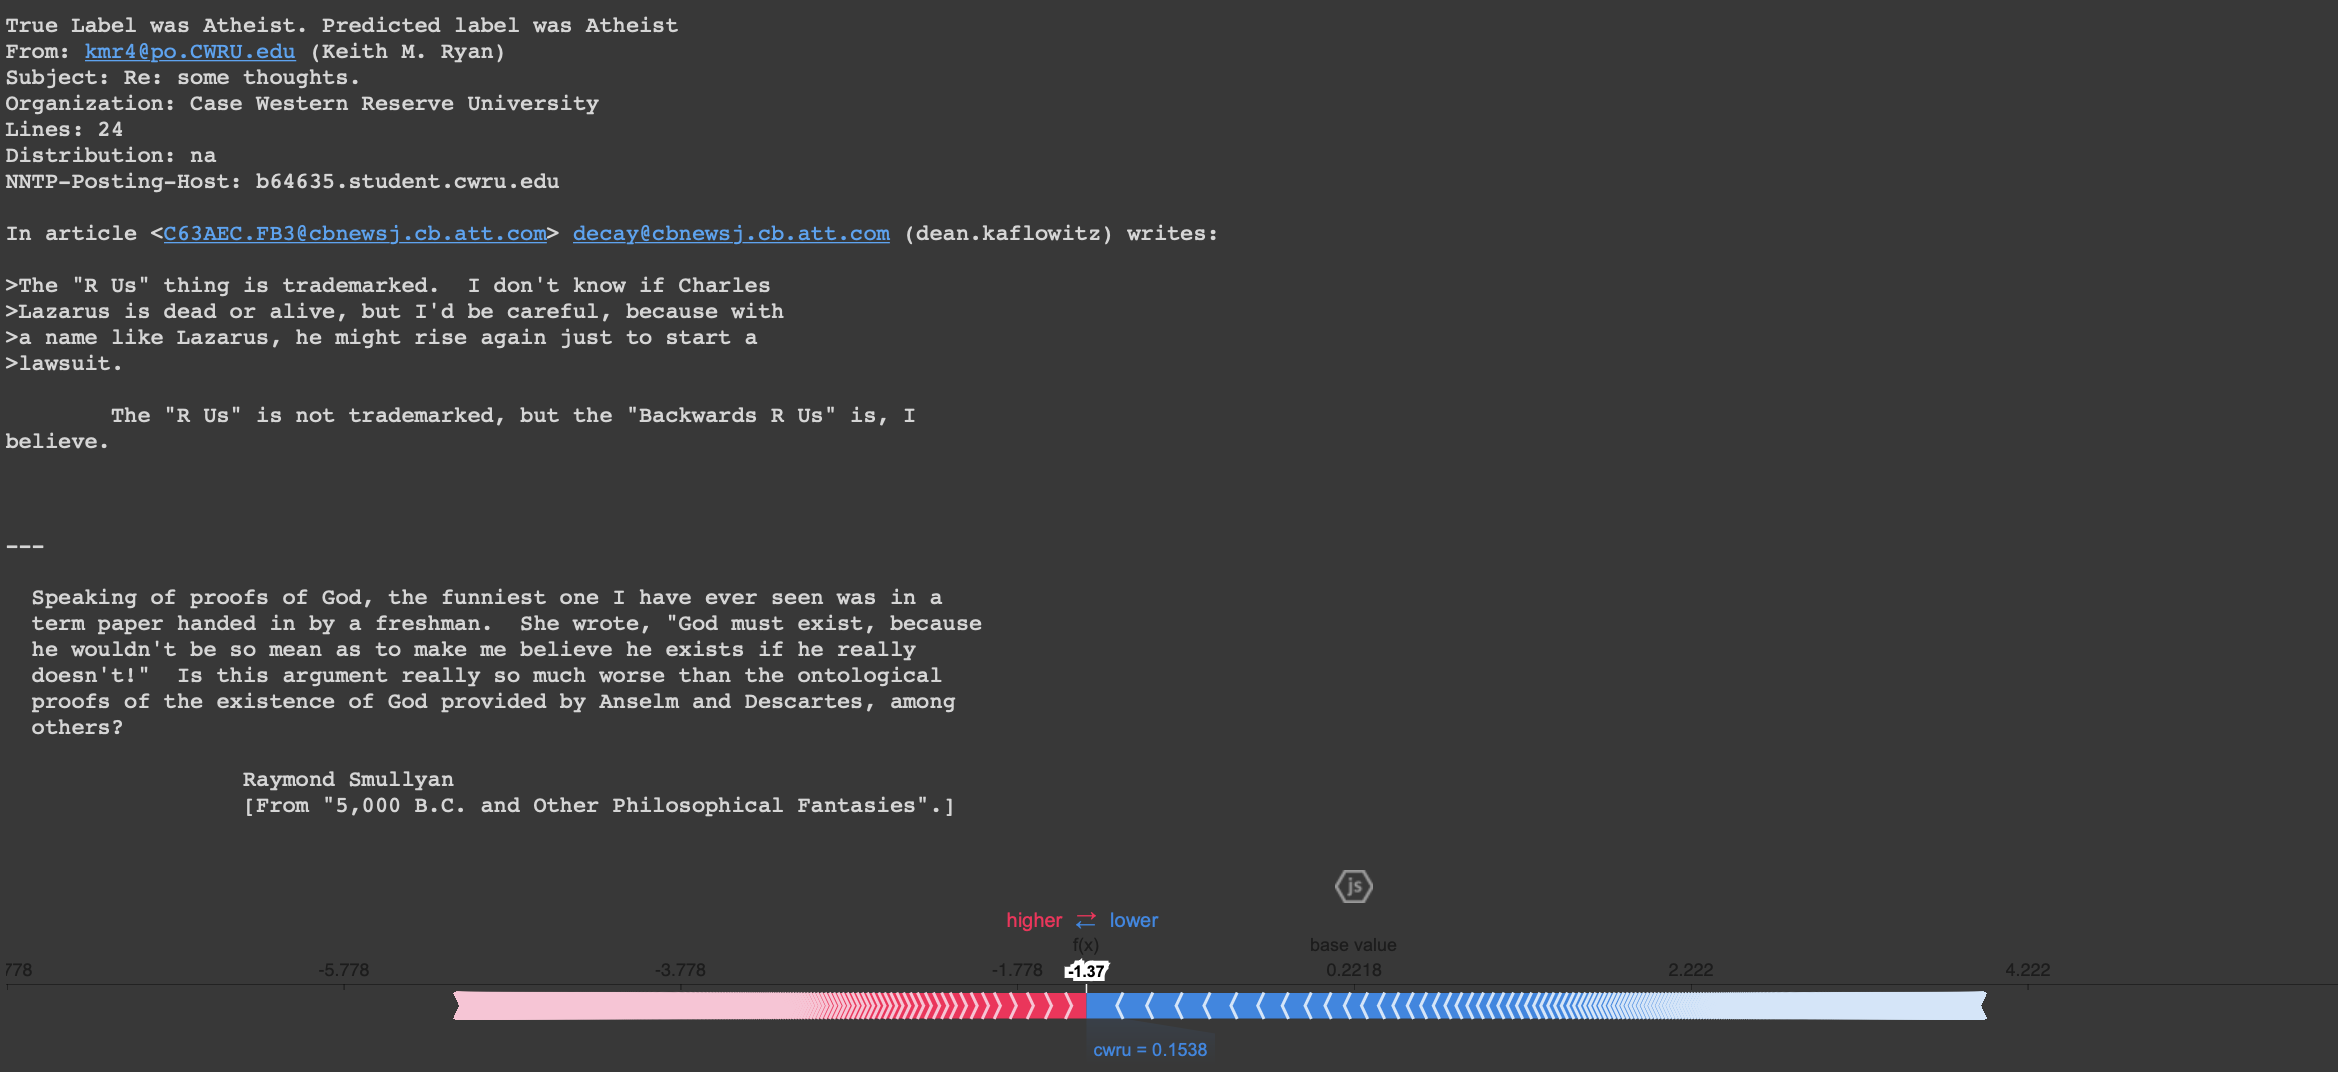 True Label was Atheist. Predicted label was Atheist
From: kmr4@po.CWRU.edu (Keith M. Ryan)
Subject: Re: some thoughts.
Organization: Case Western Reserve University
Lines: 24
Distribution: na
NNTP-Posting-Host: b64635.student.cwru.edu
In article <C63AEC.FB3@cbnewsj.cb.att.com> decay@cbnewsj.cb.att.com (dean.kaflowitz) writes:
>The "R Us" thing is trademarked.  I don't know if Charles
>Lazarus is dead or alive, but I'd be careful, because with
>a name like Lazarus, he might rise again just to start a
>lawsuit.
The "R Us" is not trademarked, but the "Backwards R Us" is, I
believe.
---
Speaking of proofs of God, the funniest one I have ever seen was in a
term paper handed in by a freshman.  She wrote, "God must exist, because
he wouldn't be so mean as to make me believe he exists if he really
doesn't!"  Is this argument really so much worse than the ontological
proofs of the existence of God provided by Anselm and Descartes, among
others?
Raymond Smullyan
[From "5,000 B.C. and Other Philosophical Fantasies".]
js
higher ⇄ lower
f(x) base value
778 -5.778 -3.778 -1.778 -1.37 0.2218 2.222 4.222
cwru = 0.1538